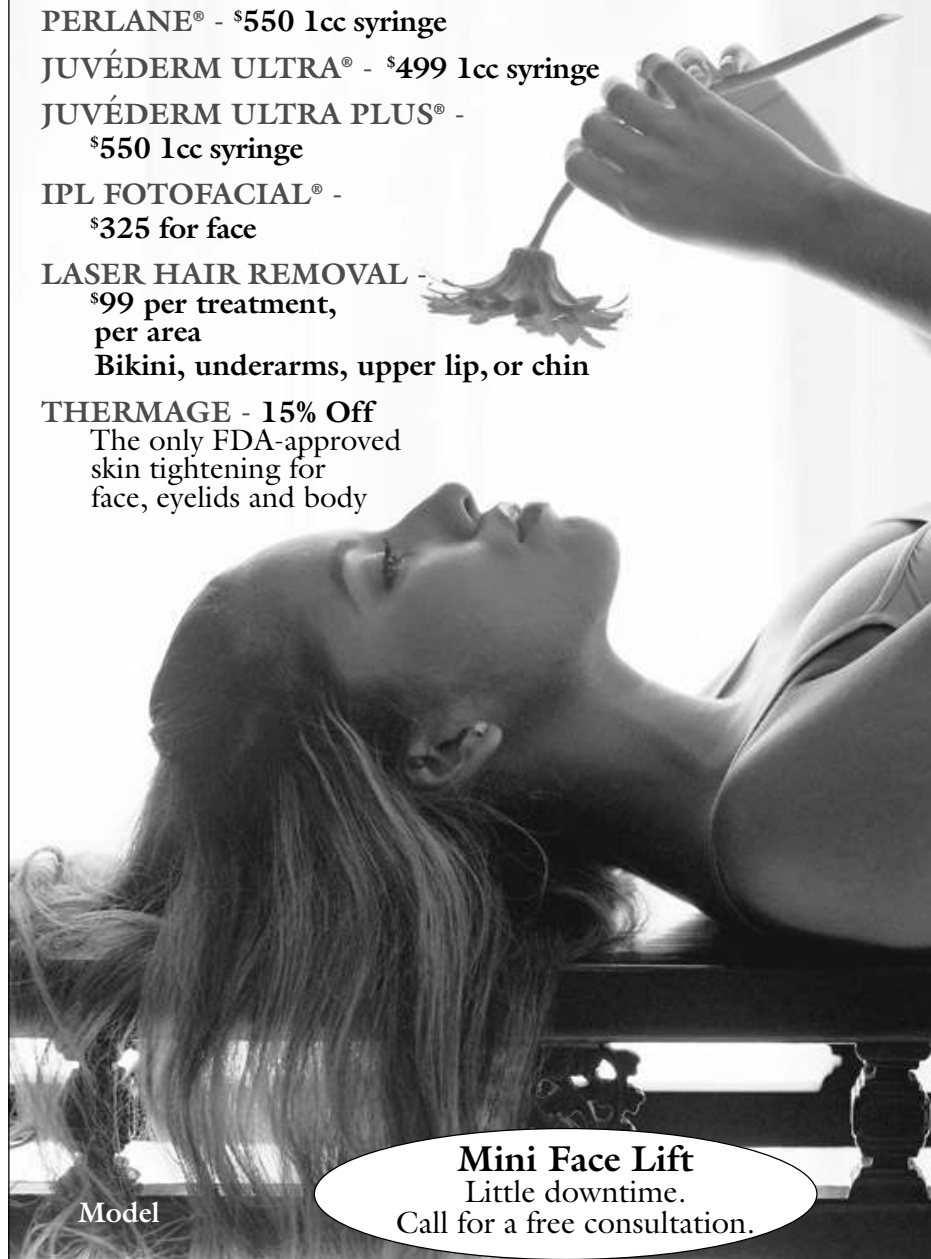 PERLANE® - $550 1cc syringe
JUVÉDERM ULTRA® - $499 1cc syringe
JUVÉDERM ULTRA PLUS® -
$550 1cc syringe
IPL FOTOFACIAL® -
$325 for face
LASER HAIR REMOVAL -
$99 per treatment,
per area
Bikini, underarms, upper lip, or chin
THERMAGE - 15% Off
The only FDA-approved
skin tightening for
face, eyelids and body
Mini Face Lift
Little downtime.
Call for a free consultation.
Model